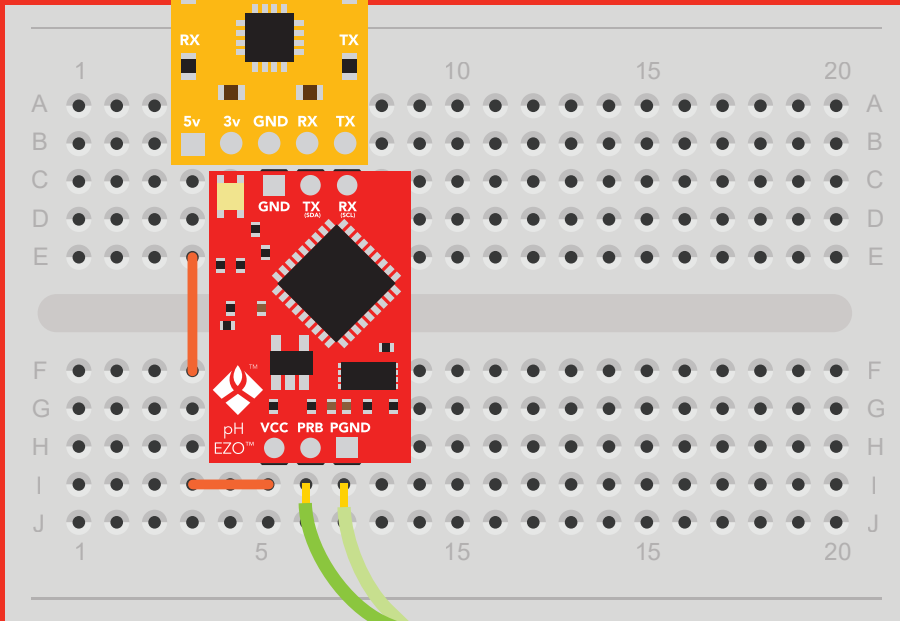 RX TX
1 10 15 20
A A
5v 3v GND RX TX
B B
C C
GND TX RX
(SDA) (SCL)
D D
E E
F F
TM
G G
VCC PRB PGND
pH
H H
EZO™
I I
J J
1 5 15 15 20